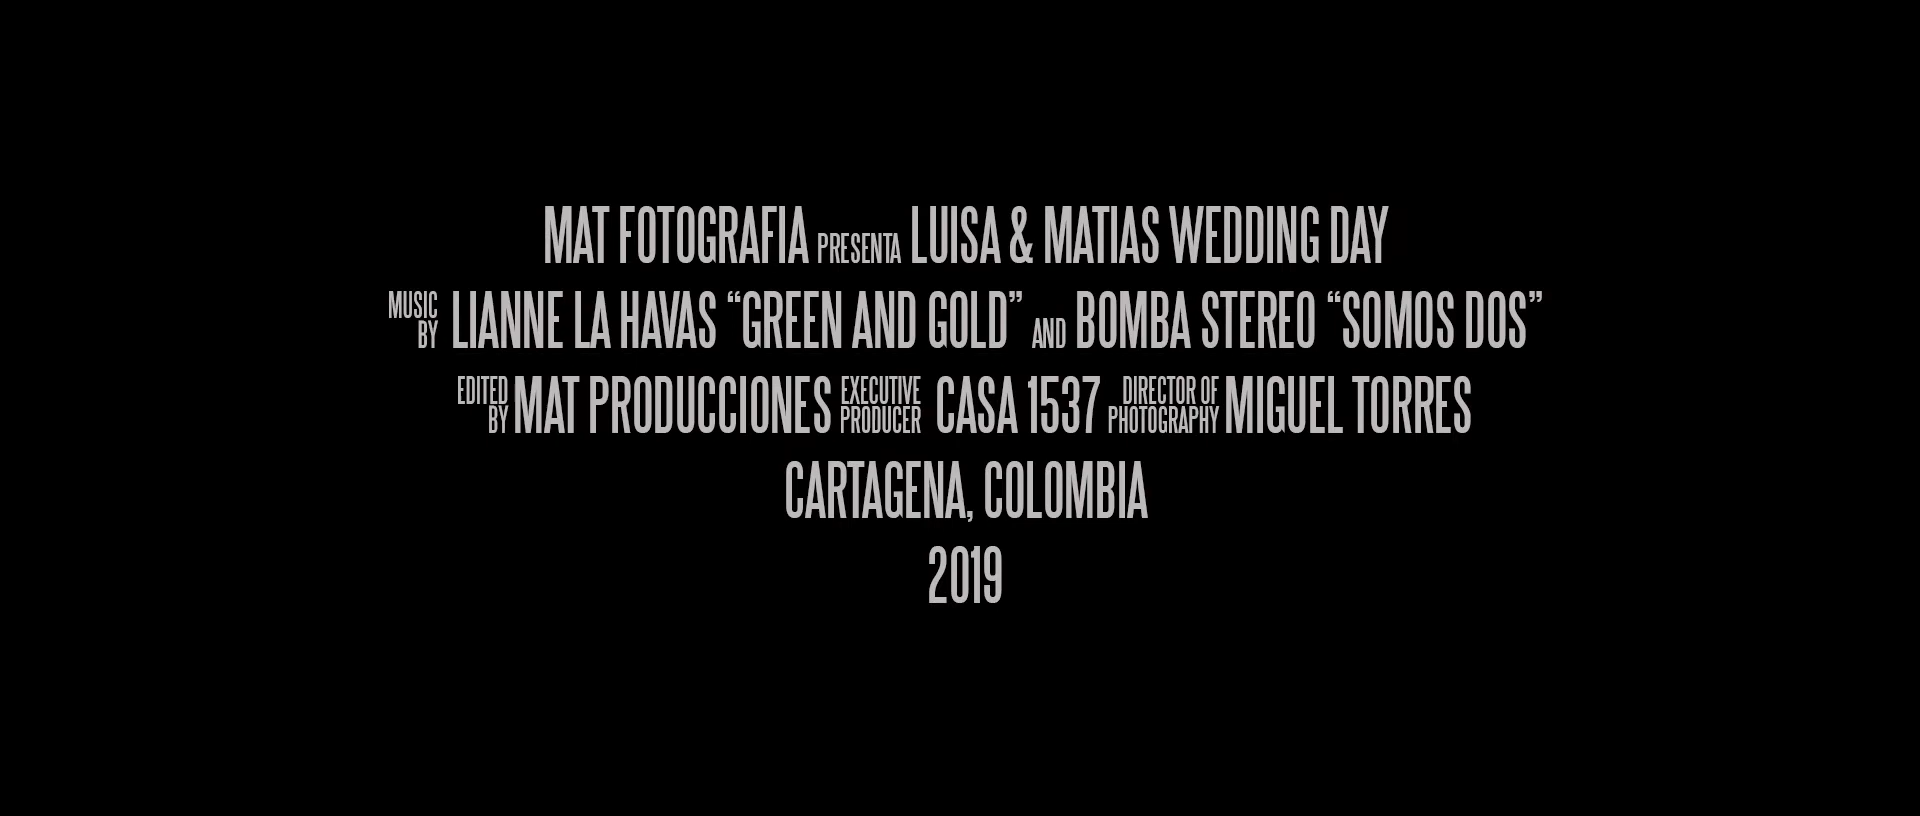 MAT FOTOGRAFIA PRESENTA LUISA & MATIAS WEDDING DAY
MUSIC BY LIANNE LA HAVAS “GREEN AND GOLD” AND BOMBA STEREO “SOMOS DOS”
EDITED BY MAT PRODUCCIONES EXECUTIVE PRODUCER CASA 1537 DIRECTOR OF PHOTOGRAPHY MIGUEL TORRES
CARTAGENA, COLOMBIA
2019